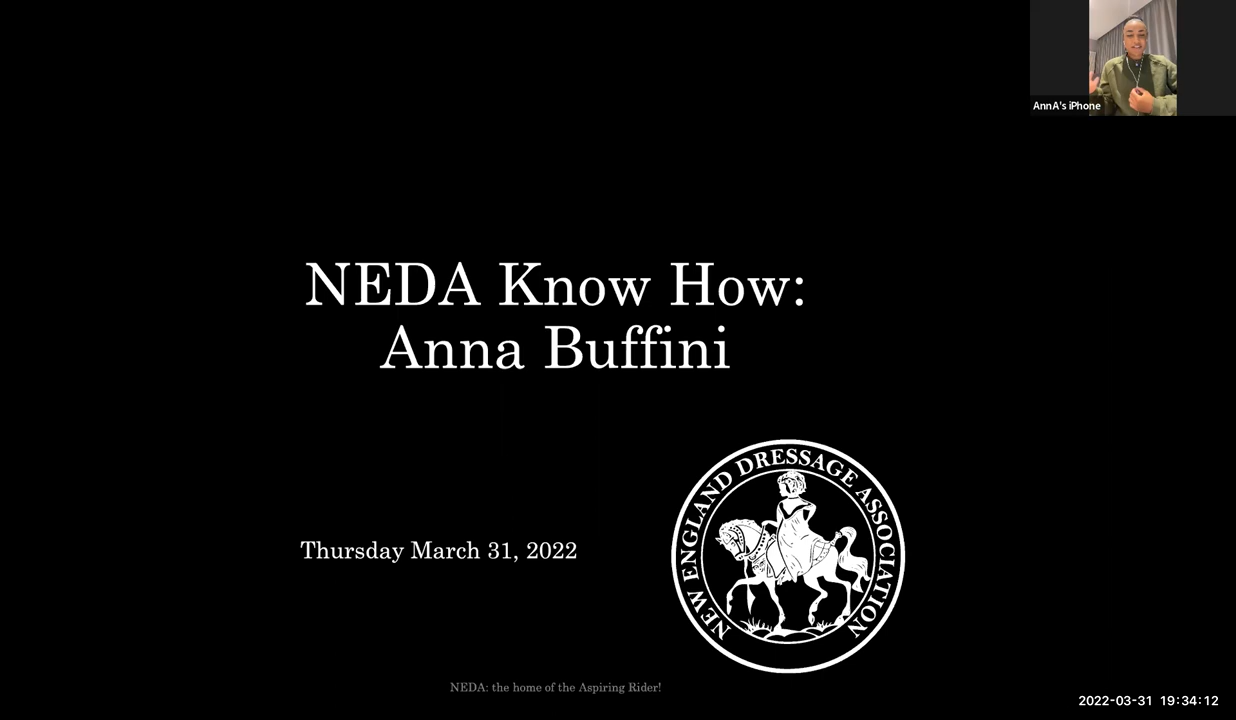 AnnA's iPhone
NEDA Know How:
Anna Buffini
NEW ENGLAND DRESSAGE ASSOCIATION
Thursday March 31, 2022
NEDA: the home of the Aspiring Rider!
2022-03-31 19:34:12